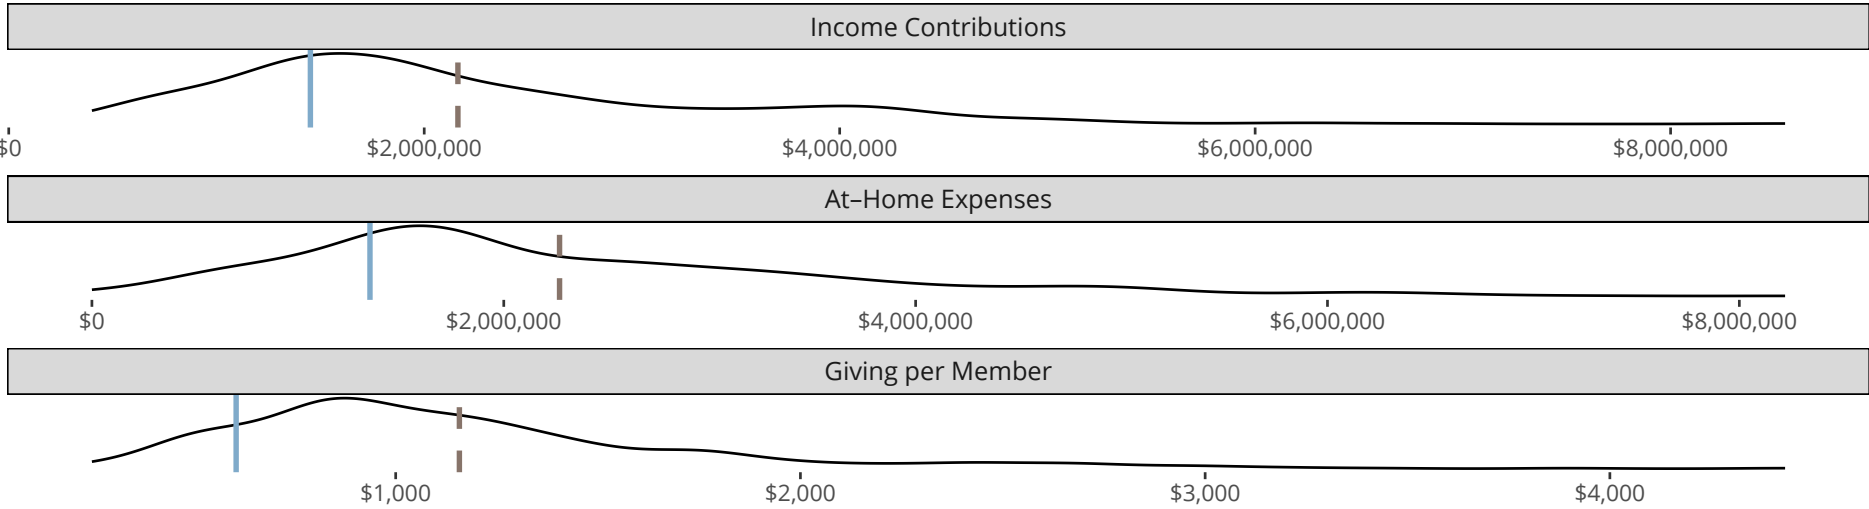 Income Contributions
$0 $2,000,000 $4,000,000 $6,000,000 $8,000,000
At–Home Expenses
$0 $2,000,000 $4,000,000 $6,000,000 $8,000,000
Giving per Member
$1,000 $2,000 $3,000 $4,000